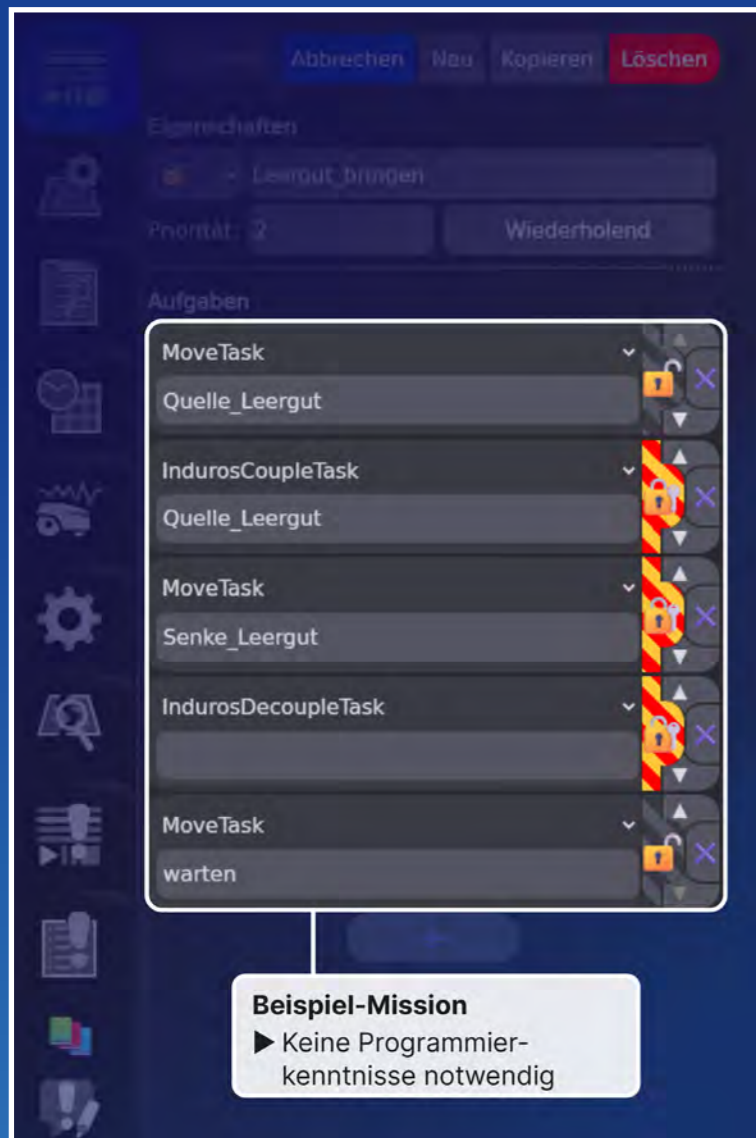 Abbrechen Neu Kopieren Löschen
Eigenschaften
Leergut_bringen
Priorität: 2 Wiederholend
Aufgaben
MoveTask
Quelle_Leergut
IndurosCoupleTask
Quelle_Leergut
MoveTask
Senke_Leergut
IndurosDecoupleTask
MoveTask
warten
Beispiel-Mission
▶ Keine Programmier-
kenntnisse notwendig